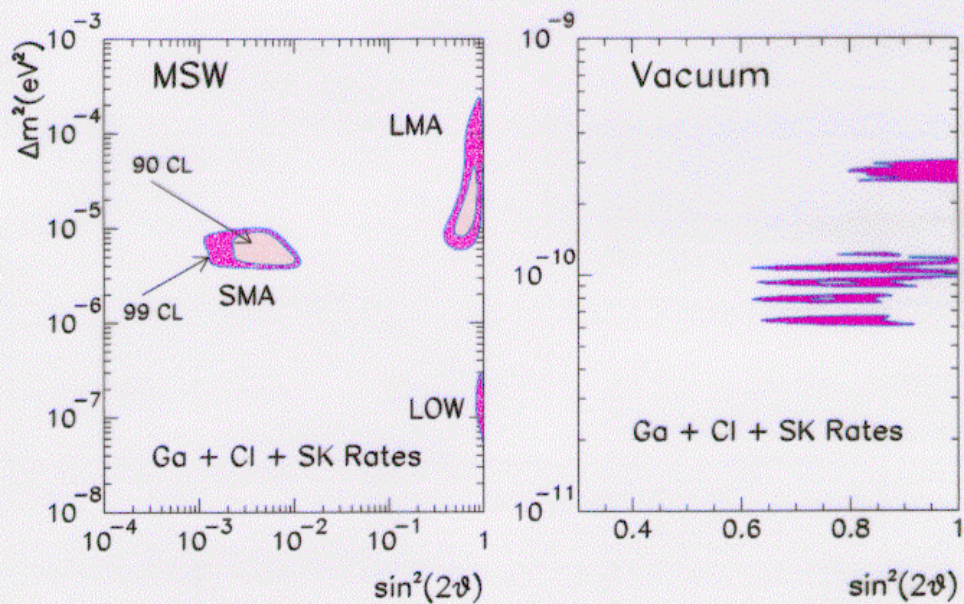 MSW
Δm²(eV²)
10⁻³
10⁻⁴
10⁻⁵
10⁻⁶
10⁻⁷
10⁻⁸
LMA
90 CL
99 CL
SMA
LOW
Ga + Cl + SK Rates
10⁻⁴ 10⁻³ 10⁻² 10⁻¹ 1
sin²(2ϑ)
Vacuum
10⁻⁹
10⁻¹⁰
10⁻¹¹
Ga + Cl + SK Rates
0.4 0.6 0.8 1
sin²(2ϑ)